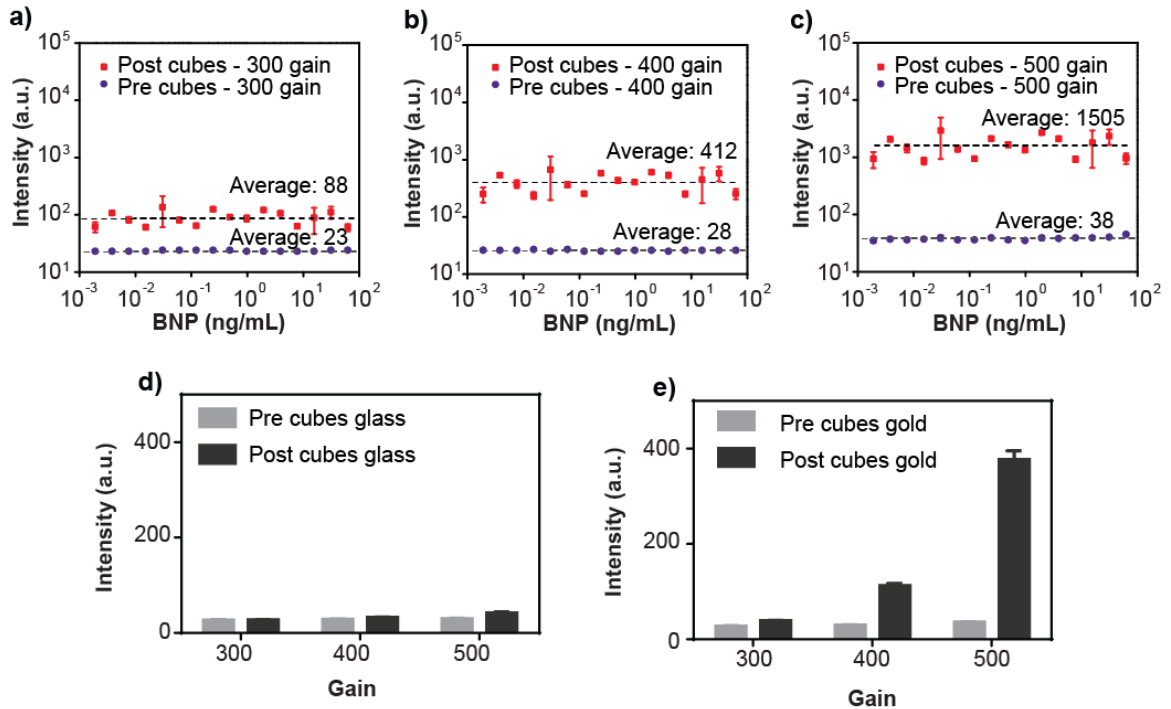 a)
10^5
10^4
10^3
10^2
10^1
Intensity (a.u.)
Post cubes - 300 gain
Pre cubes - 300 gain
Average: 88
Average: 23
10^-3 10^-2 10^-1 10^0 10^1 10^2
BNP (ng/mL)
b)
10^5
10^4
10^3
10^2
10^1
Intensity (a.u.)
Post cubes - 400 gain
Pre cubes - 400 gain
Average: 412
Average: 28
10^-3 10^-2 10^-1 10^0 10^1 10^2
BNP (ng/mL)
c)
10^5
10^4
10^3
10^2
10^1
Intensity (a.u.)
Post cubes - 500 gain
Pre cubes - 500 gain
Average: 1505
Average: 38
10^-3 10^-2 10^-1 10^0 10^1 10^2
BNP (ng/mL)
d)
400
200
0
Intensity (a.u.)
Pre cubes glass
Post cubes glass
300 400 500
Gain
e)
400
200
0
Intensity (a.u.)
Pre cubes gold
Post cubes gold
300 400 500
Gain